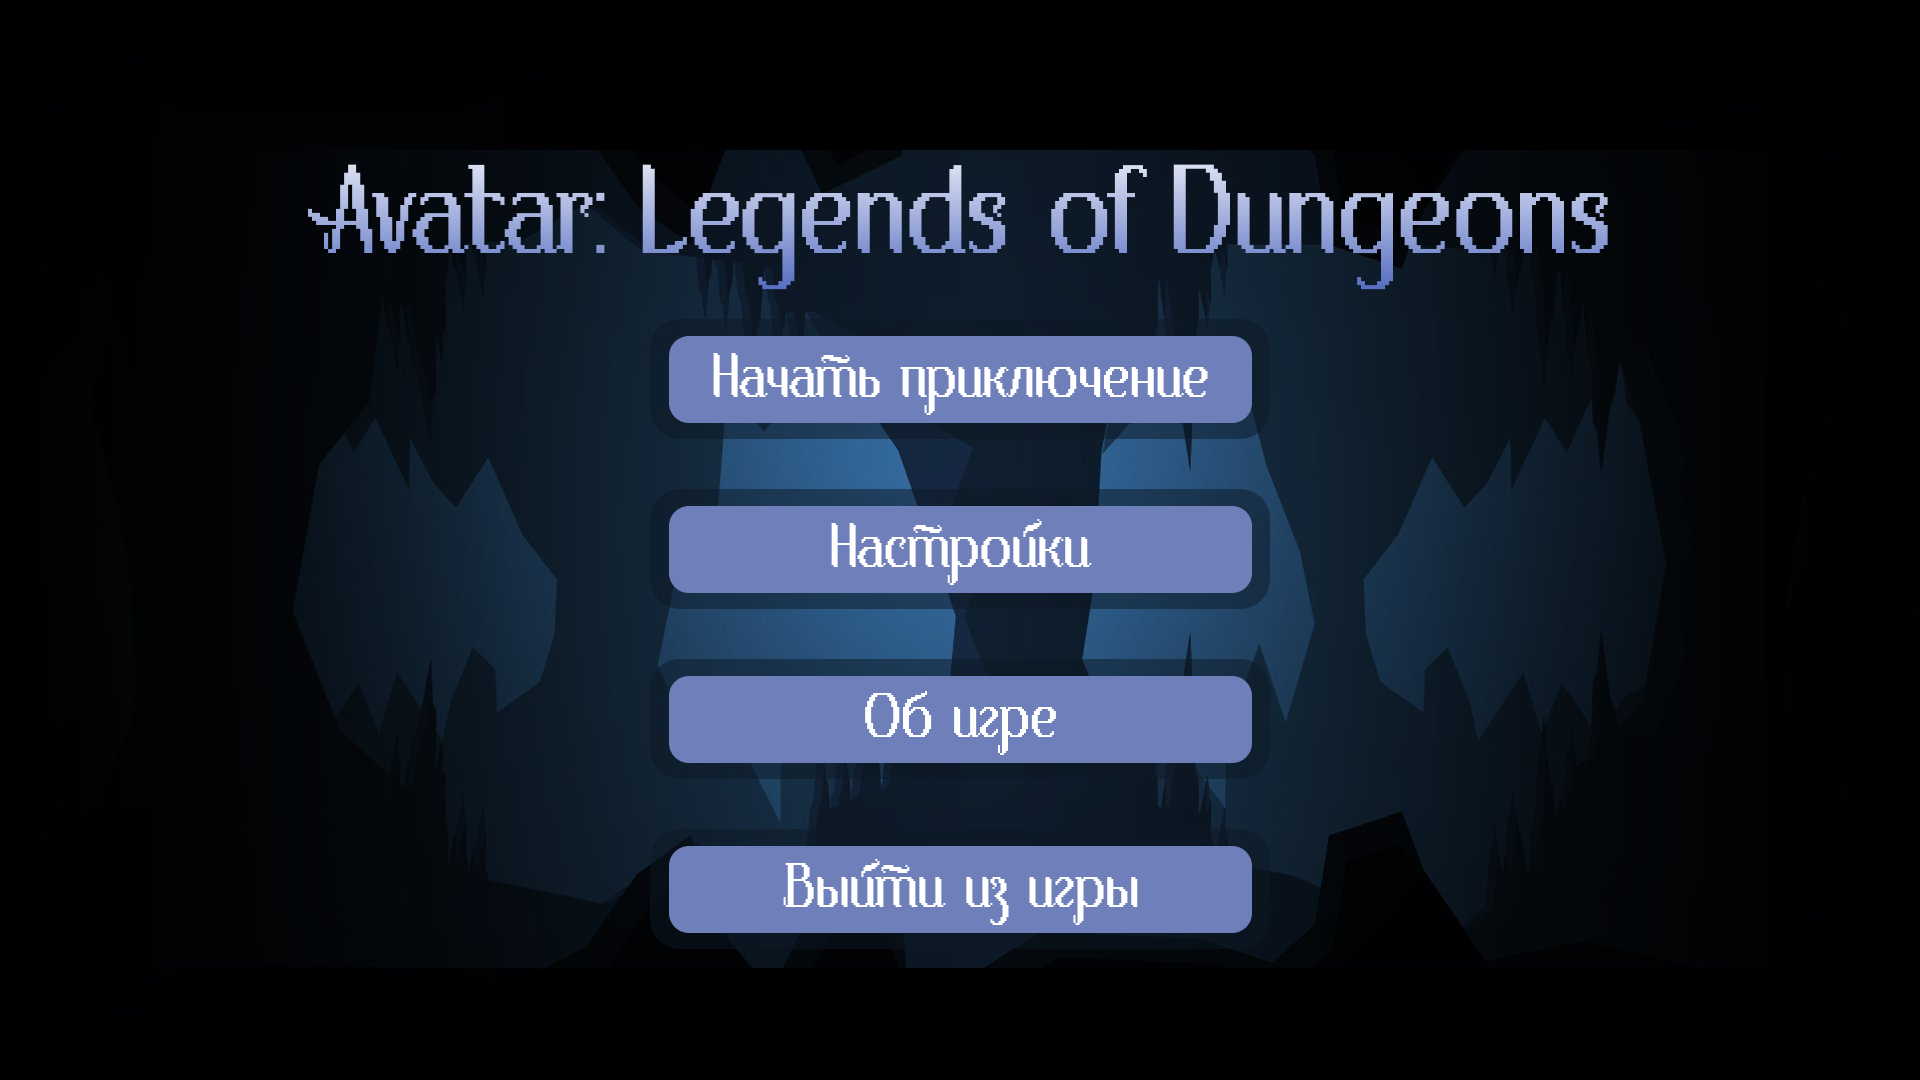 Avatar: Legends of Dungeons
Начать приключение
Настройки
Об игре
Выйти из игры